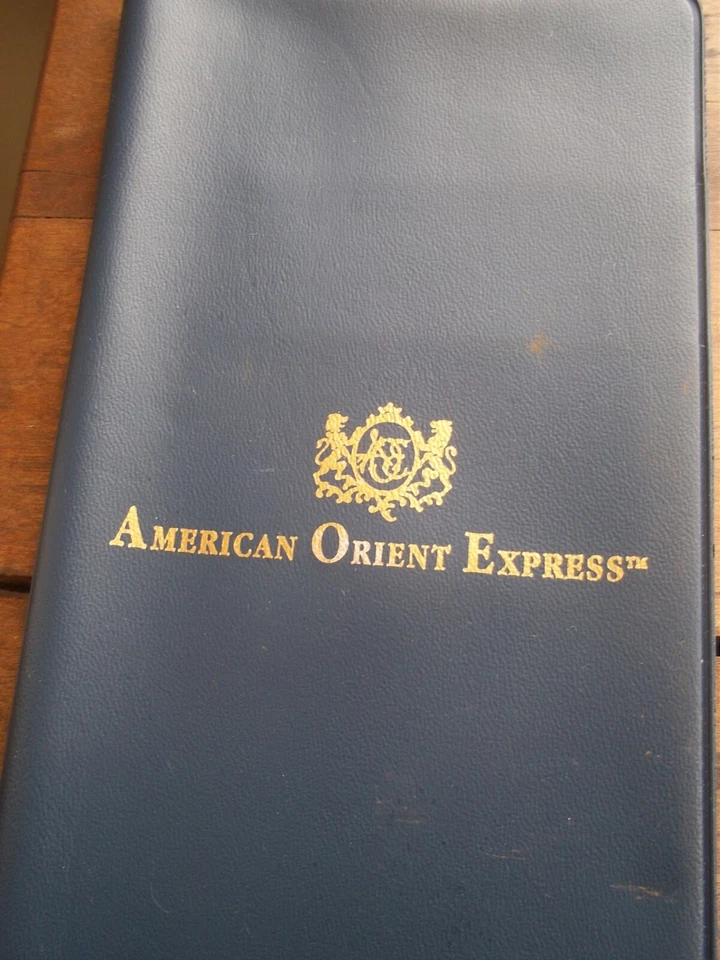 American Orient Express™